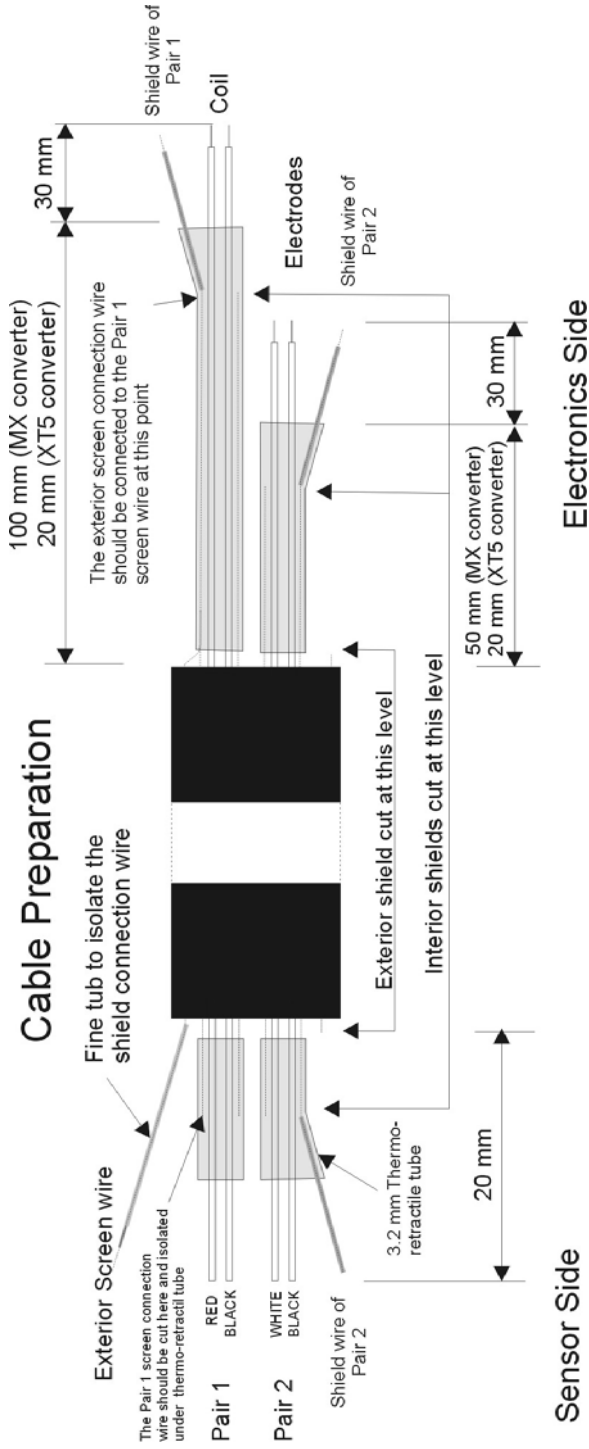 Cable Preparation
Fine tub to isolate the
shield connection wire
Exterior Screen wire
The Pair 1 screen connection
wire should be cut here and isolated
under thermo-retractil tube
RED
BLACK
Pair 1
WHITE
BLACK
Pair 2
Shield wire of
Pair 2
3.2 mm Thermo-
retractile tube
20 mm
Sensor Side
Exterior shield cut at this level
Interior shields cut at this level
100 mm (MX converter)
20 mm (XT5 converter)
30 mm
The exterior screen connection wire
should be connected to the Pair 1
screen wire at this point
Shield wire of
Pair 1
Coil
Electrodes
Shield wire of
Pair 2
50 mm (MX converter)
20 mm (XT5 converter)
30 mm
Electronics Side